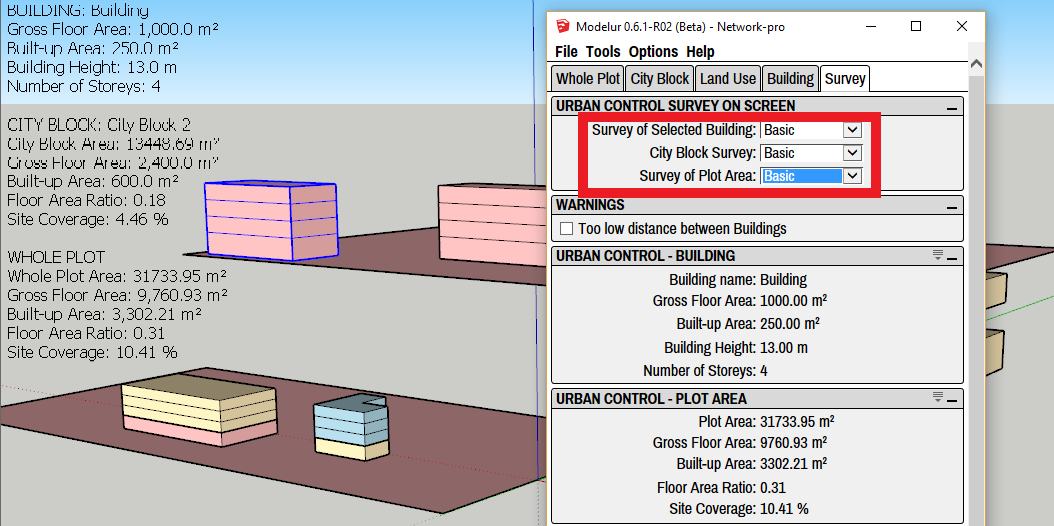 BUILDING: Building
Gross Floor Area: 1,000.0 m²
Built-up Area: 250.0 m²
Building Height: 13.0 m
Number of Storeys: 4
CITY BLOCK: City Block 2
City Block Area: 13448.69 m²
Gross Floor Area: 2,400.0 m²
Built-up Area: 600.0 m²
Floor Area Ratio: 0.18
Site Coverage: 4.46 %
WHOLE PLOT
Whole Plot Area: 31733.95 m²
Gross Floor Area: 9,760.93 m²
Built-up Area: 3,302.21 m²
Floor Area Ratio: 0.31
Site Coverage: 10.41 %
Modelur 0.6.1-R02 (Beta) - Network-pro
File Tools Options Help
Whole Plot City Block Land Use Building Survey
URBAN CONTROL SURVEY ON SCREEN
Survey of Selected Building: Basic
City Block Survey: Basic
Survey of Plot Area: Basic
WARNINGS
Too low distance between Buildings
URBAN CONTROL - BUILDING
Building name: Building
Gross Floor Area: 1000.00 m²
Built-up Area: 250.00 m²
Building Height: 13.00 m
Number of Storeys: 4
URBAN CONTROL - PLOT AREA
Plot Area: 31733.95 m²
Gross Floor Area: 9760.93 m²
Built-up Area: 3302.21 m²
Floor Area Ratio: 0.31
Site Coverage: 10.41 %